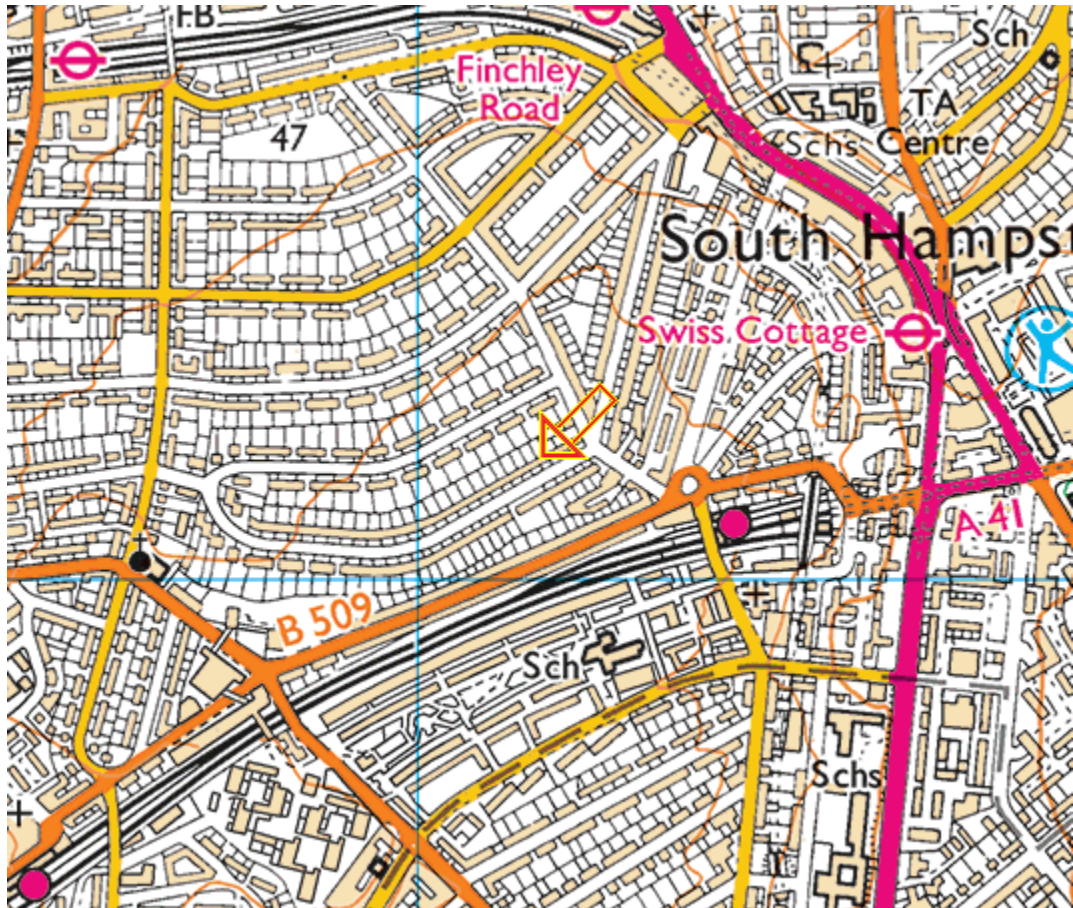 FB
Sch
Finchley
Road
TA
47
Schs Centre
South Hampst
Swiss Cottage
A 41
B 509
Sch
Schs